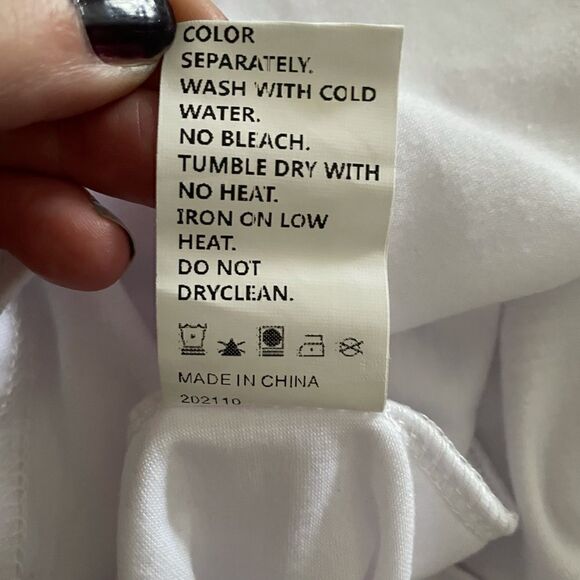 COLOR
SEPARATELY.
WASH WITH COLD
WATER.
NO BLEACH.
TUMBLE DRY WITH
NO HEAT.
IRON ON LOW
HEAT.
DO NOT
DRYCLEAN.
MADE IN CHINA
202110